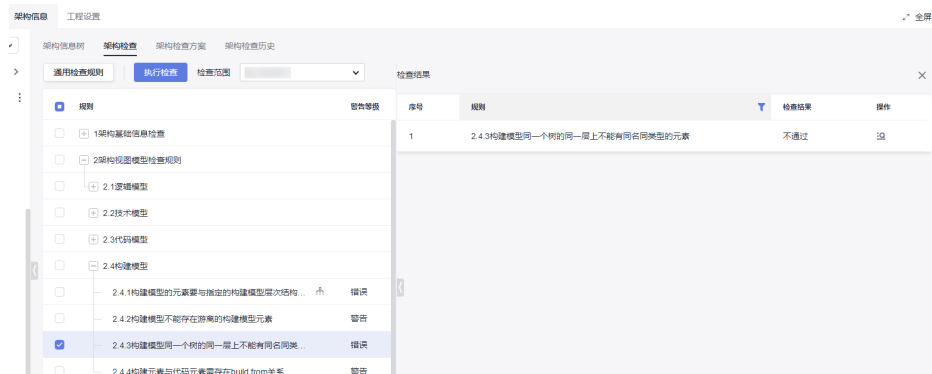 架构信息 工程设置 全屏
架构信息树 架构检查 架构检查方案 架构检查历史
通用检查规则 执行检查 检查范围
检查结果
规则 警告等级
序号 规则 检查结果 操作
1架构基础信息检查
1 2.4.3构建模型同一个树的同一层上不能有同名同类型的元素 不通过
2架构视图模型检查规则
2.1逻辑模型
2.2技术模型
2.3代码模型
2.4构建模型
2.4.1构建模型的元素要与指定的构建模型层次结构... 错误
2.4.2构建模型不能存在游离的构建模型元素 警告
2.4.3构建模型同一个树的同一层上不能有同名同类... 错误
2.4.4构建元素与代码元素需存在build from关系 警告